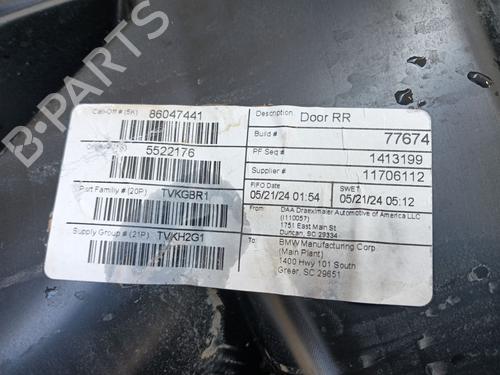 B-PARTS
Call-Off # (5K) 86047441
5522176
Part Family # (20P) TVKGBR1
Supply Group # (21P) TVKH2G1
Description Door RR
Build # 77674
PF Seq # 1413199
Supplier # 11706112
FIFO Date
05/21/24 01:54
SWET
05/21/24 05:12
From: DAA Draexlmaier Automotive of America LLC
(110057)
1751 East Main St
Duncan, SC 29334
To: BMW Manufacturing Corp
(Main Plant)
1400 Hwy 101 South
Greer, SC 29651